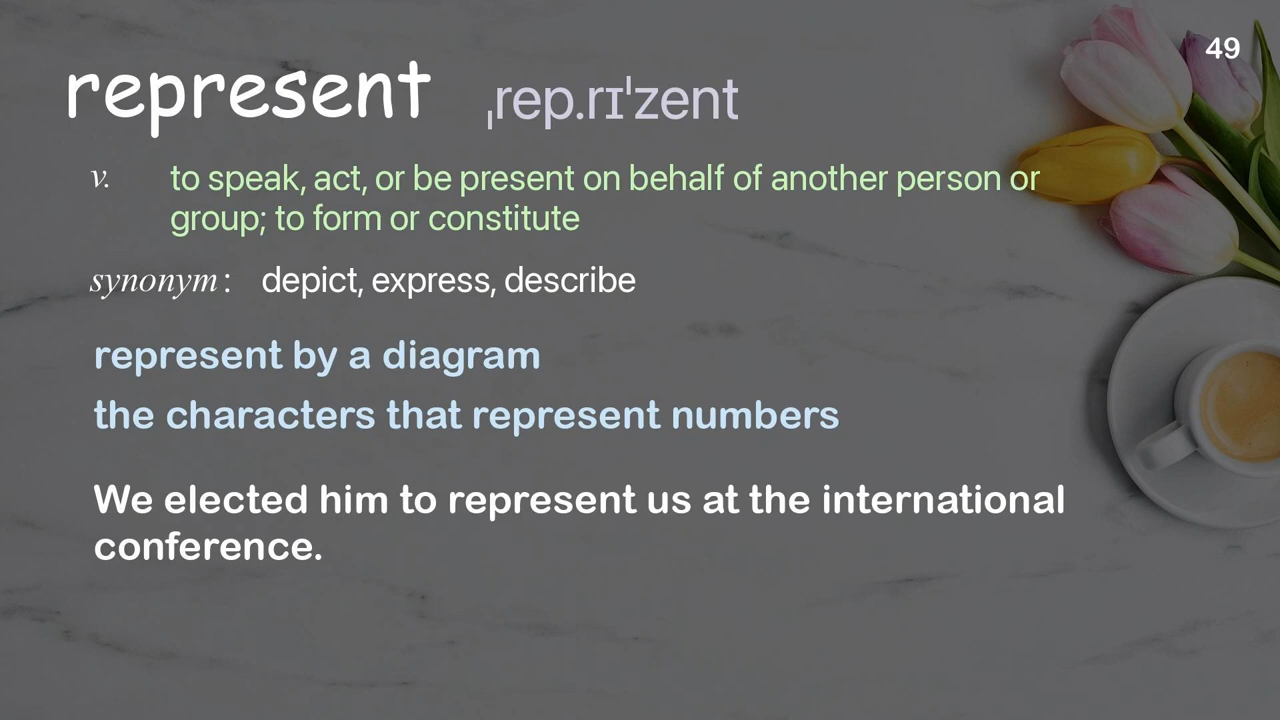 49
represent ˌrep.rɪˈzent
v. to speak, act, or be present on behalf of another person or
group; to form or constitute
synonym: depict, express, describe
represent by a diagram
the characters that represent numbers
We elected him to represent us at the international
conference.